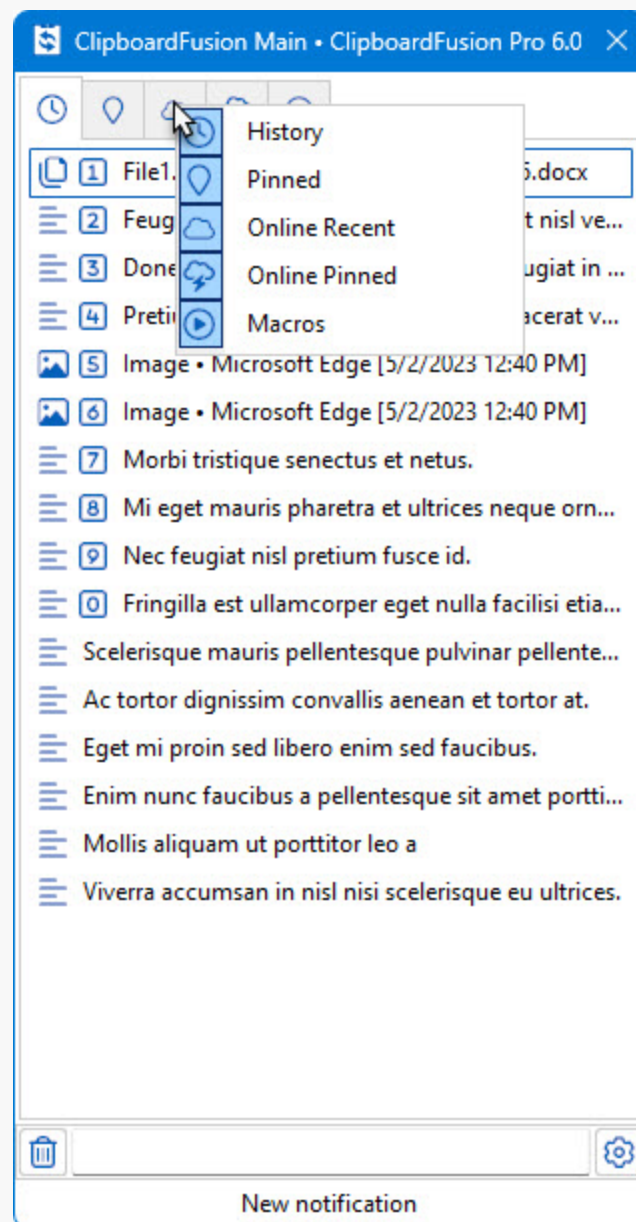 ClipboardFusion Main • ClipboardFusion Pro 6.0
History
Pinned
Online Recent
Online Pinned
Macros
1 File1. .docx
2 Feug t nisl ve...
3 Done ugiat in ...
4 Preti acerat v...
5 Image • Microsoft Edge [5/2/2023 12:40 PM]
6 Image • Microsoft Edge [5/2/2023 12:40 PM]
7 Morbi tristique senectus et netus.
8 Mi eget mauris pharetra et ultrices neque orn...
9 Nec feugiat nisl pretium fusce id.
0 Fringilla est ullamcorper eget nulla facilisi etia...
Scelerisque mauris pellentesque pulvinar pellente...
Ac tortor dignissim convallis aenean et tortor at.
Eget mi proin sed libero enim sed faucibus.
Enim nunc faucibus a pellentesque sit amet portti...
Mollis aliquam ut porttitor leo a
Viverra accumsan in nisl nisi scelerisque eu ultrices.
New notification